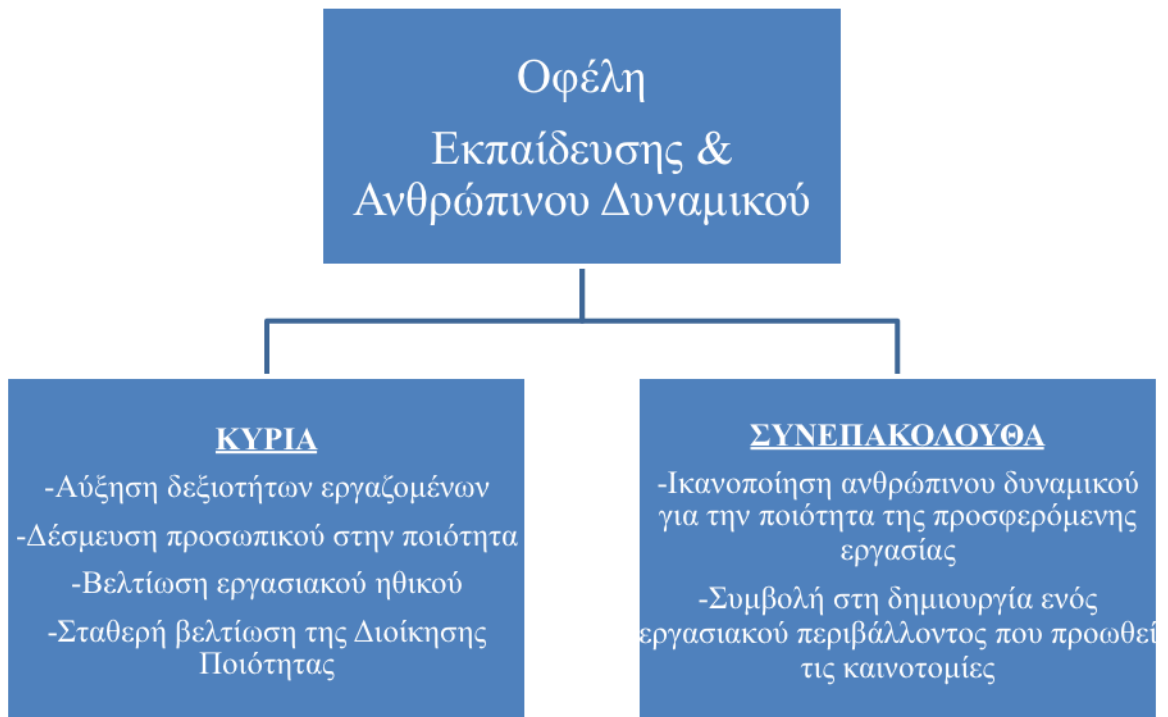 Οφέλη
Εκπαίδευσης &
Ανθρώπινου Δυναμικού
ΚΥΡΙΑ
-Αύξηση δεξιοτήτων εργαζομένων
-Δέσμευση προσωπικού στην ποιότητα
-Βελτίωση εργασιακού ηθικού
-Σταθερή βελτίωση της Διοίκησης
Ποιότητας
ΣΥΝΕΠΑΚΟΛΟΥΘΑ
-Ικανοποίηση ανθρώπινου δυναμικού
για την ποιότητα της προσφερόμενης
εργασίας
-Συμβολή στη δημιουργία ενός
εργασιακού περιβάλλοντος που προωθεί
τις καινοτομίες